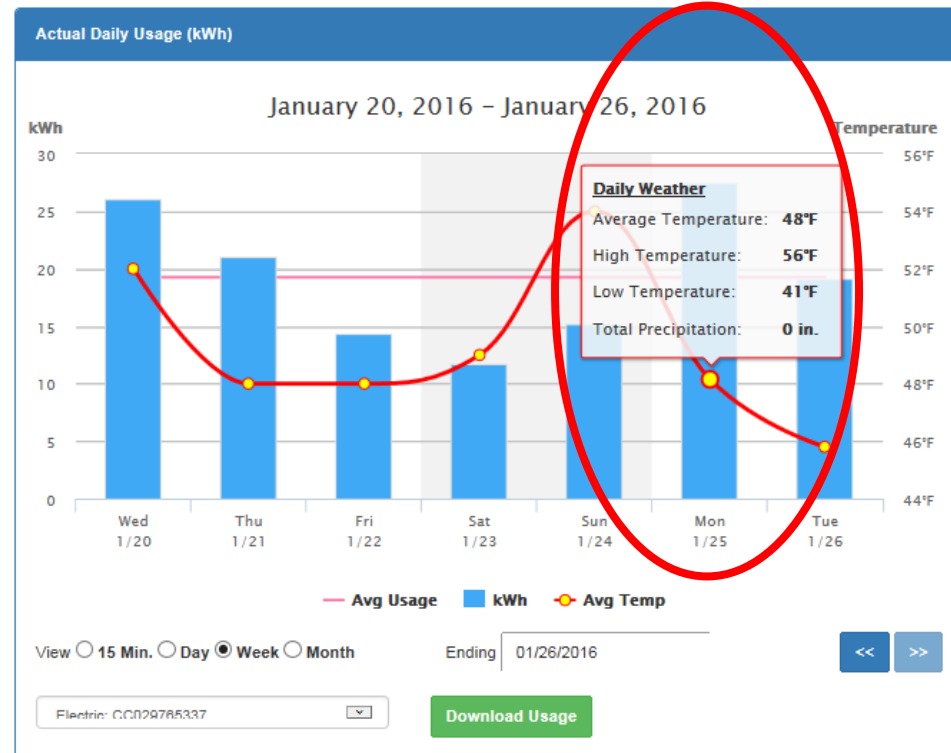 Actual Daily Usage (kWh)
January 20, 2016 – January 26, 2016
kWh
Temperature
30
56°F
Daily Weather
25
Average Temperature: 48°F
54°F
High Temperature: 56°F
20
52°F
Low Temperature: 41°F
15
Total Precipitation: 0 in.
50°F
10
48°F
5
46°F
0
44°F
Wed Thu Fri Sat Sun Mon Tue
1/20 1/21 1/22 1/23 1/24 1/25 1/26
Avg Usage kWh Avg Temp
View 15 Min. Day Week Month Ending 01/26/2016 << >>
Electric: CC029765337 Download Usage